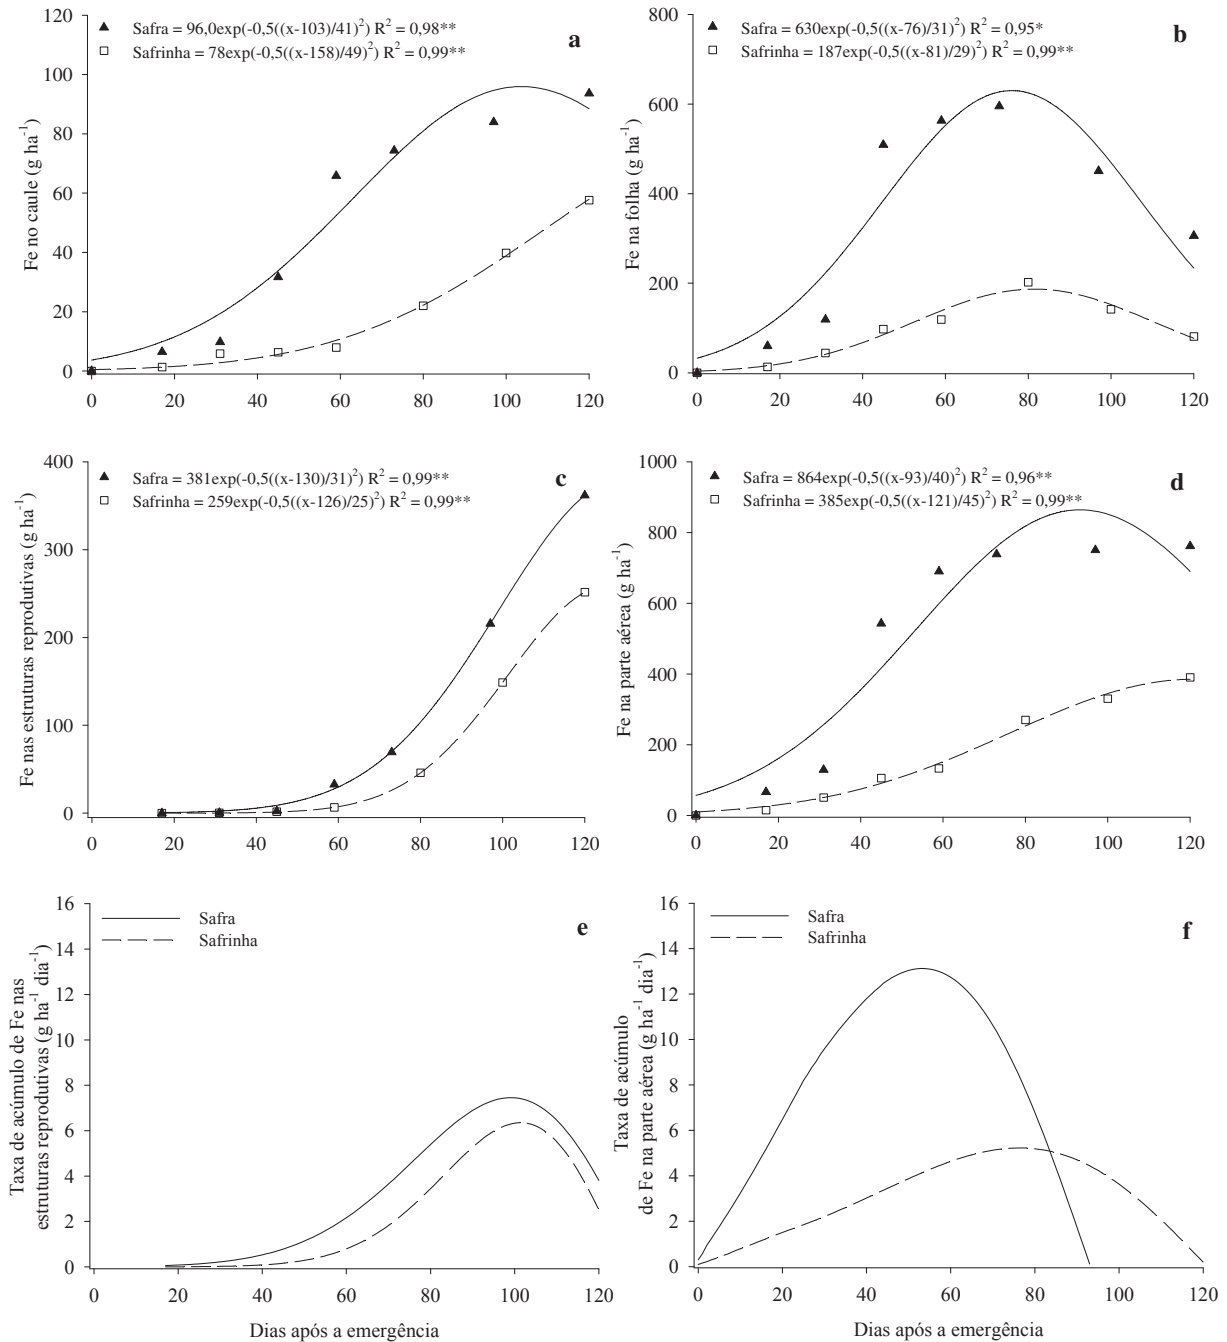 Safra = 96,0exp(-0,5((x-103)/41)²) R² = 0,98**
Safrinha = 78exp(-0,5((x-158)/49)²) R² = 0,99**
a
Fe no caule (g ha⁻¹)
120
100
80
60
40
20
0
0 20 40 60 80 100 120
Safra = 630exp(-0,5((x-76)/31)²) R² = 0,95*
Safrinha = 187exp(-0,5((x-81)/29)²) R² = 0,99**
b
Fe na folha (g ha⁻¹)
800
600
400
200
0
0 20 40 60 80 100 120
Safra = 381exp(-0,5((x-130)/31)²) R² = 0,99**
Safrinha = 259exp(-0,5((x-126)/25)²) R² = 0,99**
c
Fe nas estruturas reprodutivas (g ha⁻¹)
400
300
200
100
0
0 20 40 60 80 100 120
Safra = 864exp(-0,5((x-93)/40)²) R² = 0,96**
Safrinha = 385exp(-0,5((x-121)/45)²) R² = 0,99**
d
Fe na parte aérea (g ha⁻¹)
1000
800
600
400
200
0
0 20 40 60 80 100 120
Safra
Safrinha
e
Taxa de acúmulo de Fe nas
estruturas reprodutivas (g ha⁻¹ dia⁻¹)
16
14
12
10
8
6
4
2
0
0 20 40 60 80 100 120
Dias após a emergência
Safra
Safrinha
f
Taxa de acúmulo
de Fe na parte aérea (g ha⁻¹ dia⁻¹)
16
14
12
10
8
6
4
2
0
0 20 40 60 80 100 120
Dias após a emergência